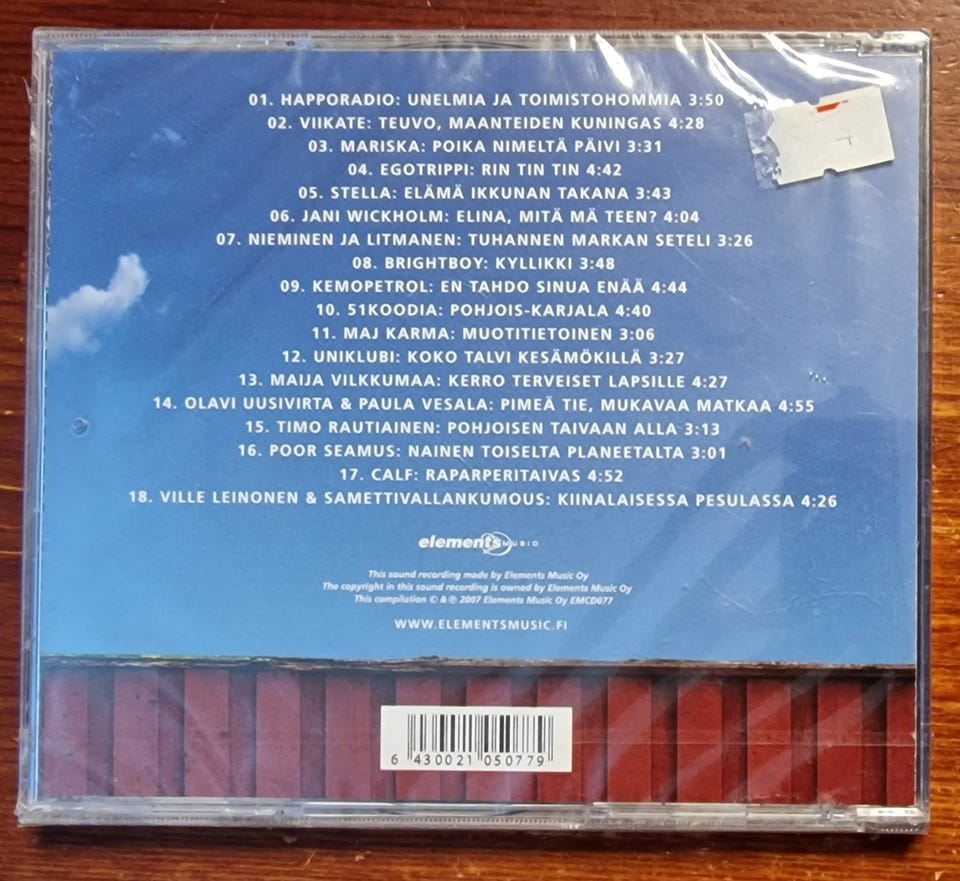 01. HAPPORADIO: UNELMIA JA TOIMISTOHOMMIA 3:50
02. VIIKATE: TEUVO, MAANTEIDEN KUNINGAS 4:28
03. MARISKA: POIKA NIMELTÄ PÄIVI 3:31
04. EGOTRIPPI: RIN TIN TIN 4:42
05. STELLA: ELÄMÄ IKKUNAN TAKANA 3:43
06. JANI WICKHOLM: ELINA, MITÄ MÄ TEEN? 4:04
07. NIEMINEN JA LITMANEN: TUHANNEN MARKAN SETELI 3:26
08. BRIGHTBOY: KYLLIKKI 3:48
09. KEMOPETROL: EN TAHDO SINUA ENÄÄ 4:44
10. 51KOODIA: POHJOIS-KARJALA 4:40
11. MAJ KARMA: MUOTITIETOINEN 3:06
12. UNIKLUBI: KOKO TALVI KESÄMÖKILLÄ 3:27
13. MAIJA VILKKUMAA: KERRO TERVEISET LAPSILLE 4:27
14. OLAVI UUSIVIRTA & PAULA VESALA: PIMEÄ TIE, MUKAVAA MATKAA 4:55
15. TIMO RAUTIAINEN: POHJOISEN TAIVAAN ALLA 3:13
16. POOR SEAMUS: NAINEN TOISELTA PLANEETALTA 3:01
17. CALF: RAPARPERITAIVAS 4:52
18. VILLE LEINONEN & SAMETTIVALLANKUMOUS: KIINALAISESSA PESULASSA 4:26
elements MUSIC
This sound recording made by Elements Music Oy
The copyright in this sound recording is owned by Elements Music Oy
This compilation © & ℗ 2007 Elements Music Oy EMCD077
WWW.ELEMENTSMUSIC.FI
6 430021 050779